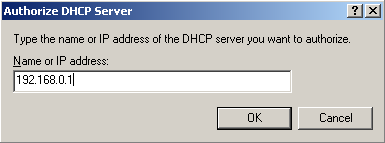 Authorize DHCP Server
Type the name or IP address of the DHCP server you want to authorize.
Name or IP address:
192.168.0.1
OK Cancel